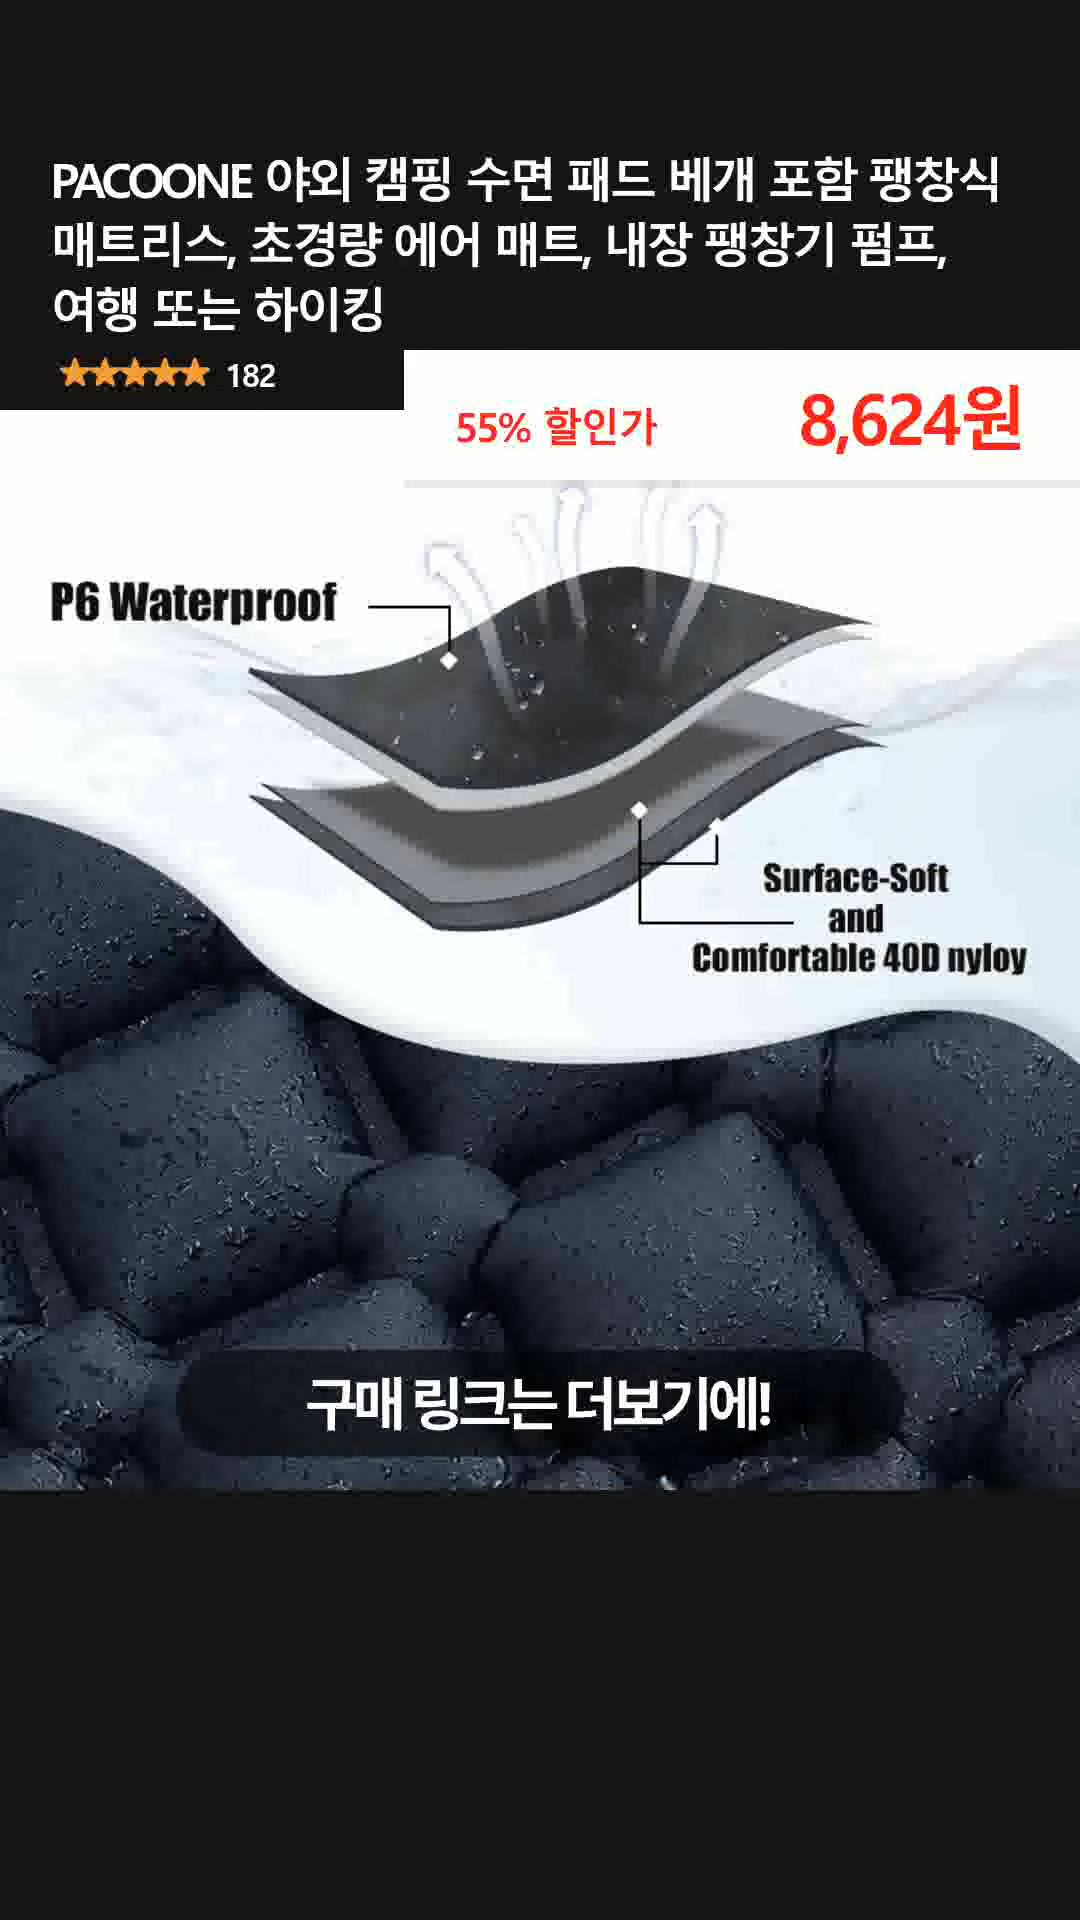 PACOONE 야외 캠핑 수면 패드 베개 포함 팽창식
매트리스, 초경량 에어 매트, 내장 팽창기 펌프,
여행 또는 하이킹
182
55% 할인가
8,624원
P6 Waterproof
Surface-Soft
and
Comfortable 40D nyloy
구매 링크는 더보기에!